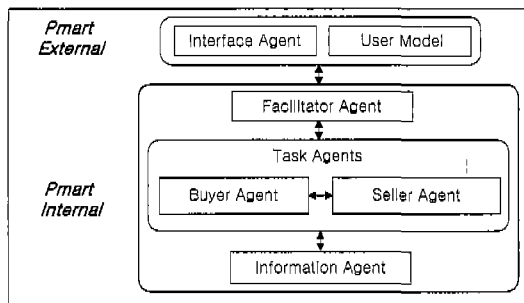 Pmart
External
Interface Agent
User Model
Facilitator Agent
Task Agents
Pmart
Internal
Buyer Agent
Seller Agent
Information Agent